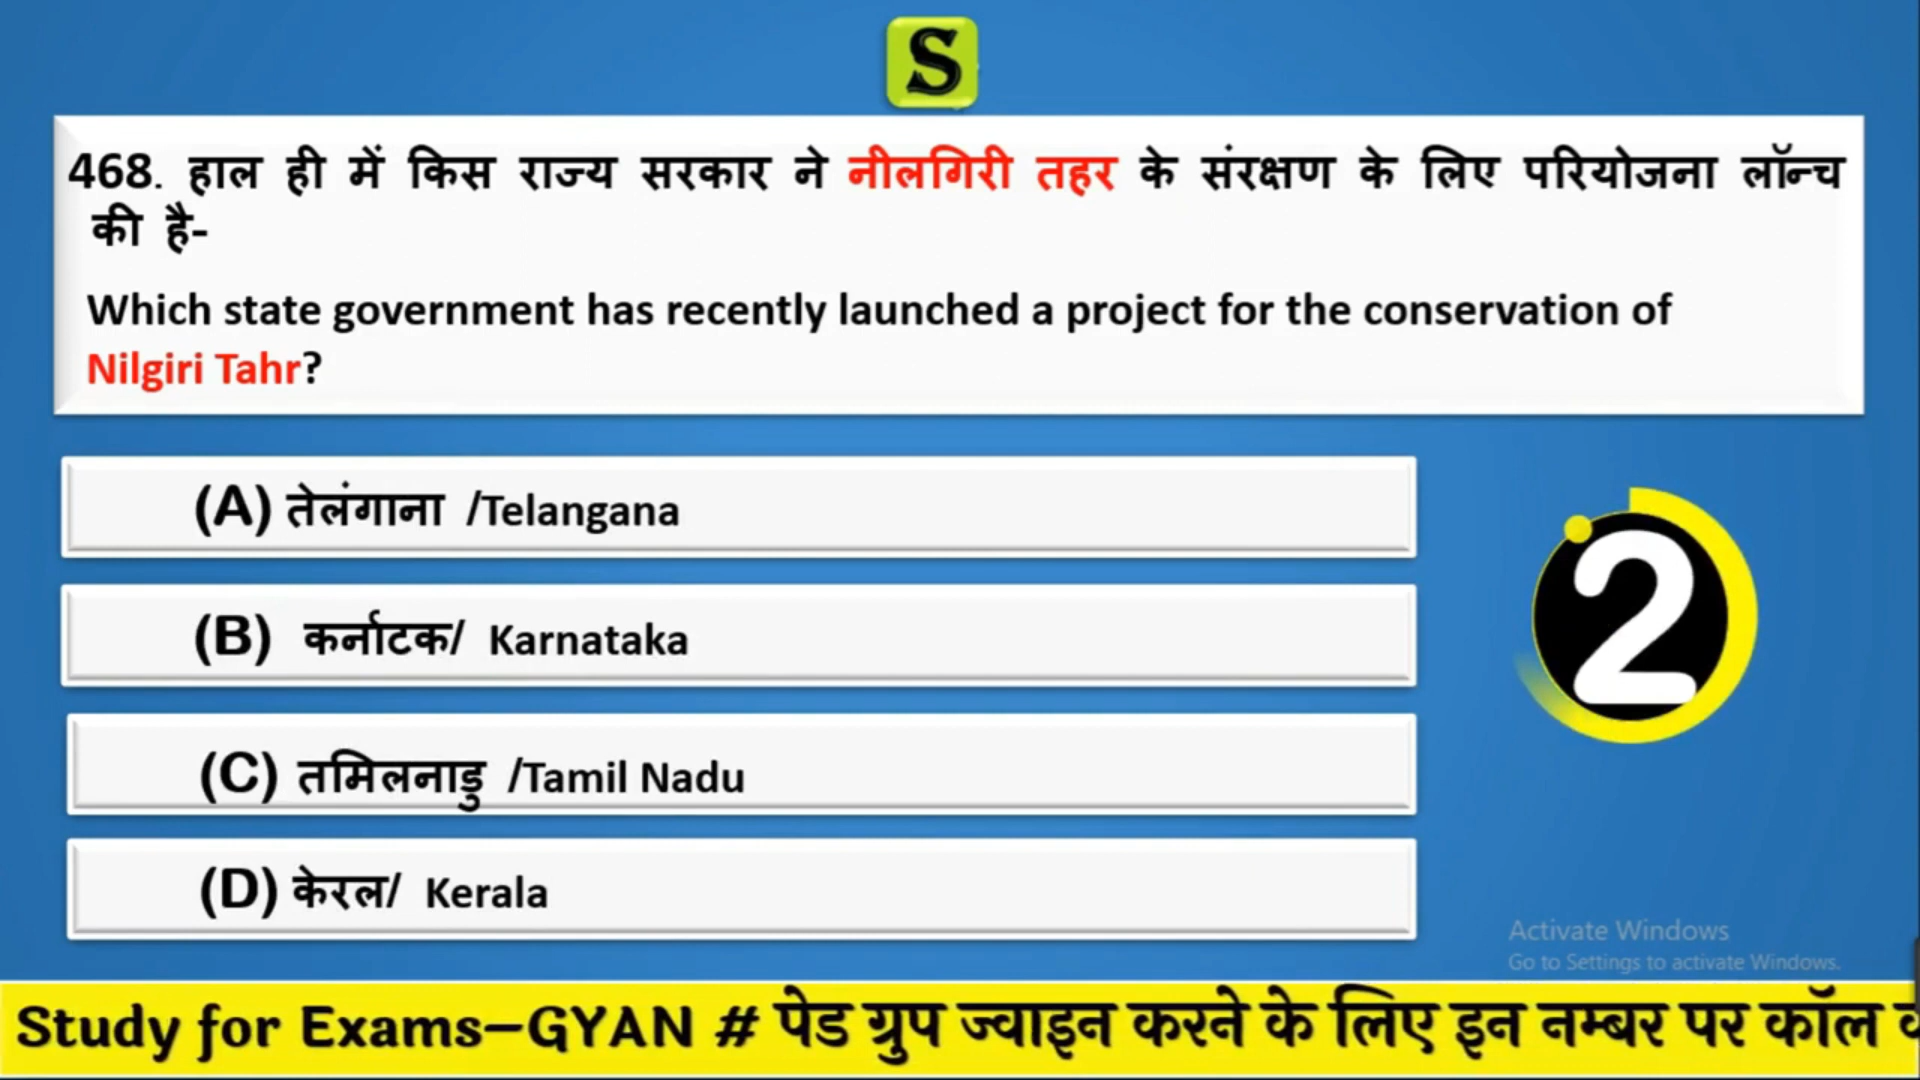 S
468. हाल ही में किस राज्य सरकार ने नीलगिरी तहर के संरक्षण के लिए परियोजना लॉन्च
की है-
Which state government has recently launched a project for the conservation of
Nilgiri Tahr?
(A) तेलंगाना /Telangana
(B) कर्नाटक/ Karnataka
2
(C) तमिलनाडु /Tamil Nadu
(D) केरल/ Kerala
Activate Windows
Go to Settings to activate Windows.
Study for Exams–GYAN # पेड ग्रुप ज्वाइन करने के लिए इन नम्बर पर कॉल